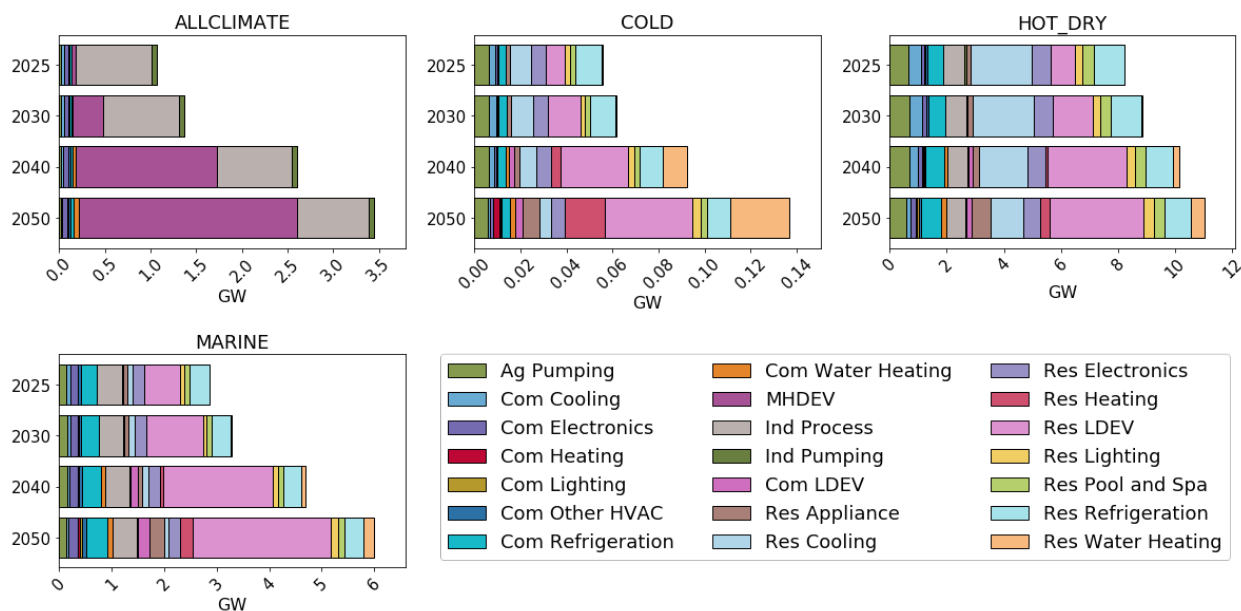 ALLCLIMATE
2025
2030
2040
2050
0.0 0.5 1.0 1.5 2.0 2.5 3.0 3.5
GW
COLD
2025
2030
2040
2050
0.00 0.02 0.04 0.06 0.08 0.10 0.12 0.14
GW
HOT_DRY
2025
2030
2040
2050
0 2 4 6 8 10 12
GW
MARINE
2025
2030
2040
2050
0 1 2 3 4 5 6
GW
Ag Pumping
Com Cooling
Com Electronics
Com Heating
Com Lighting
Com Other HVAC
Com Refrigeration
Com Water Heating
MHDEV
Ind Process
Ind Pumping
Com LDEV
Res Appliance
Res Cooling
Res Electronics
Res Heating
Res LDEV
Res Lighting
Res Pool and Spa
Res Refrigeration
Res Water Heating